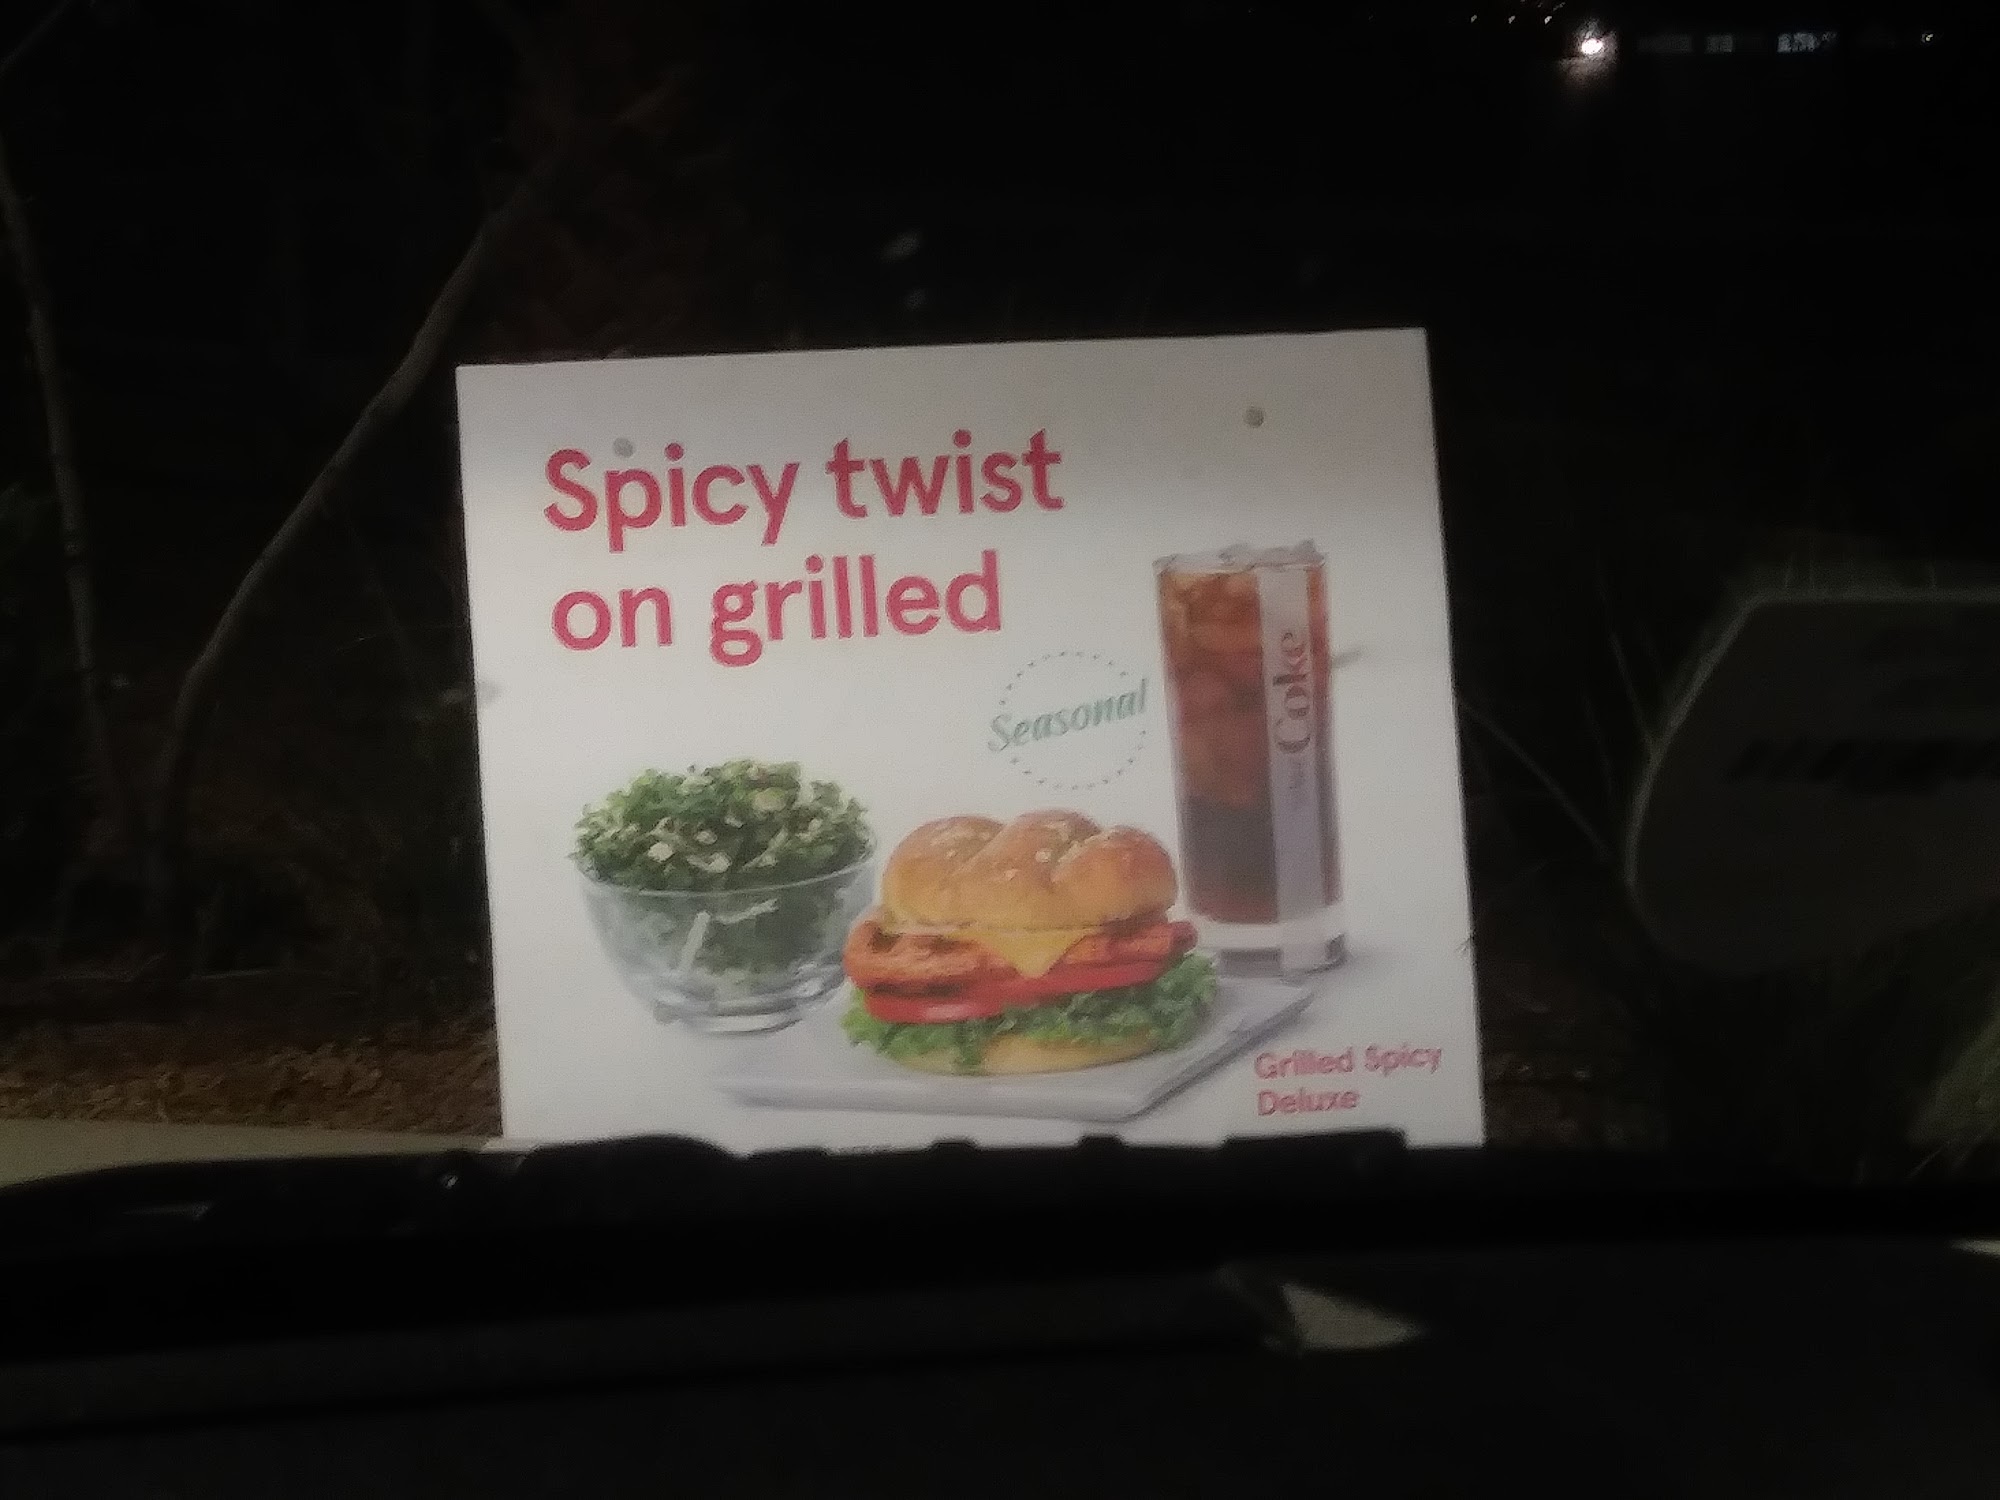 Spicy twist
on grilled
Seasonal
Coke
Grilled Spicy
Deluxe